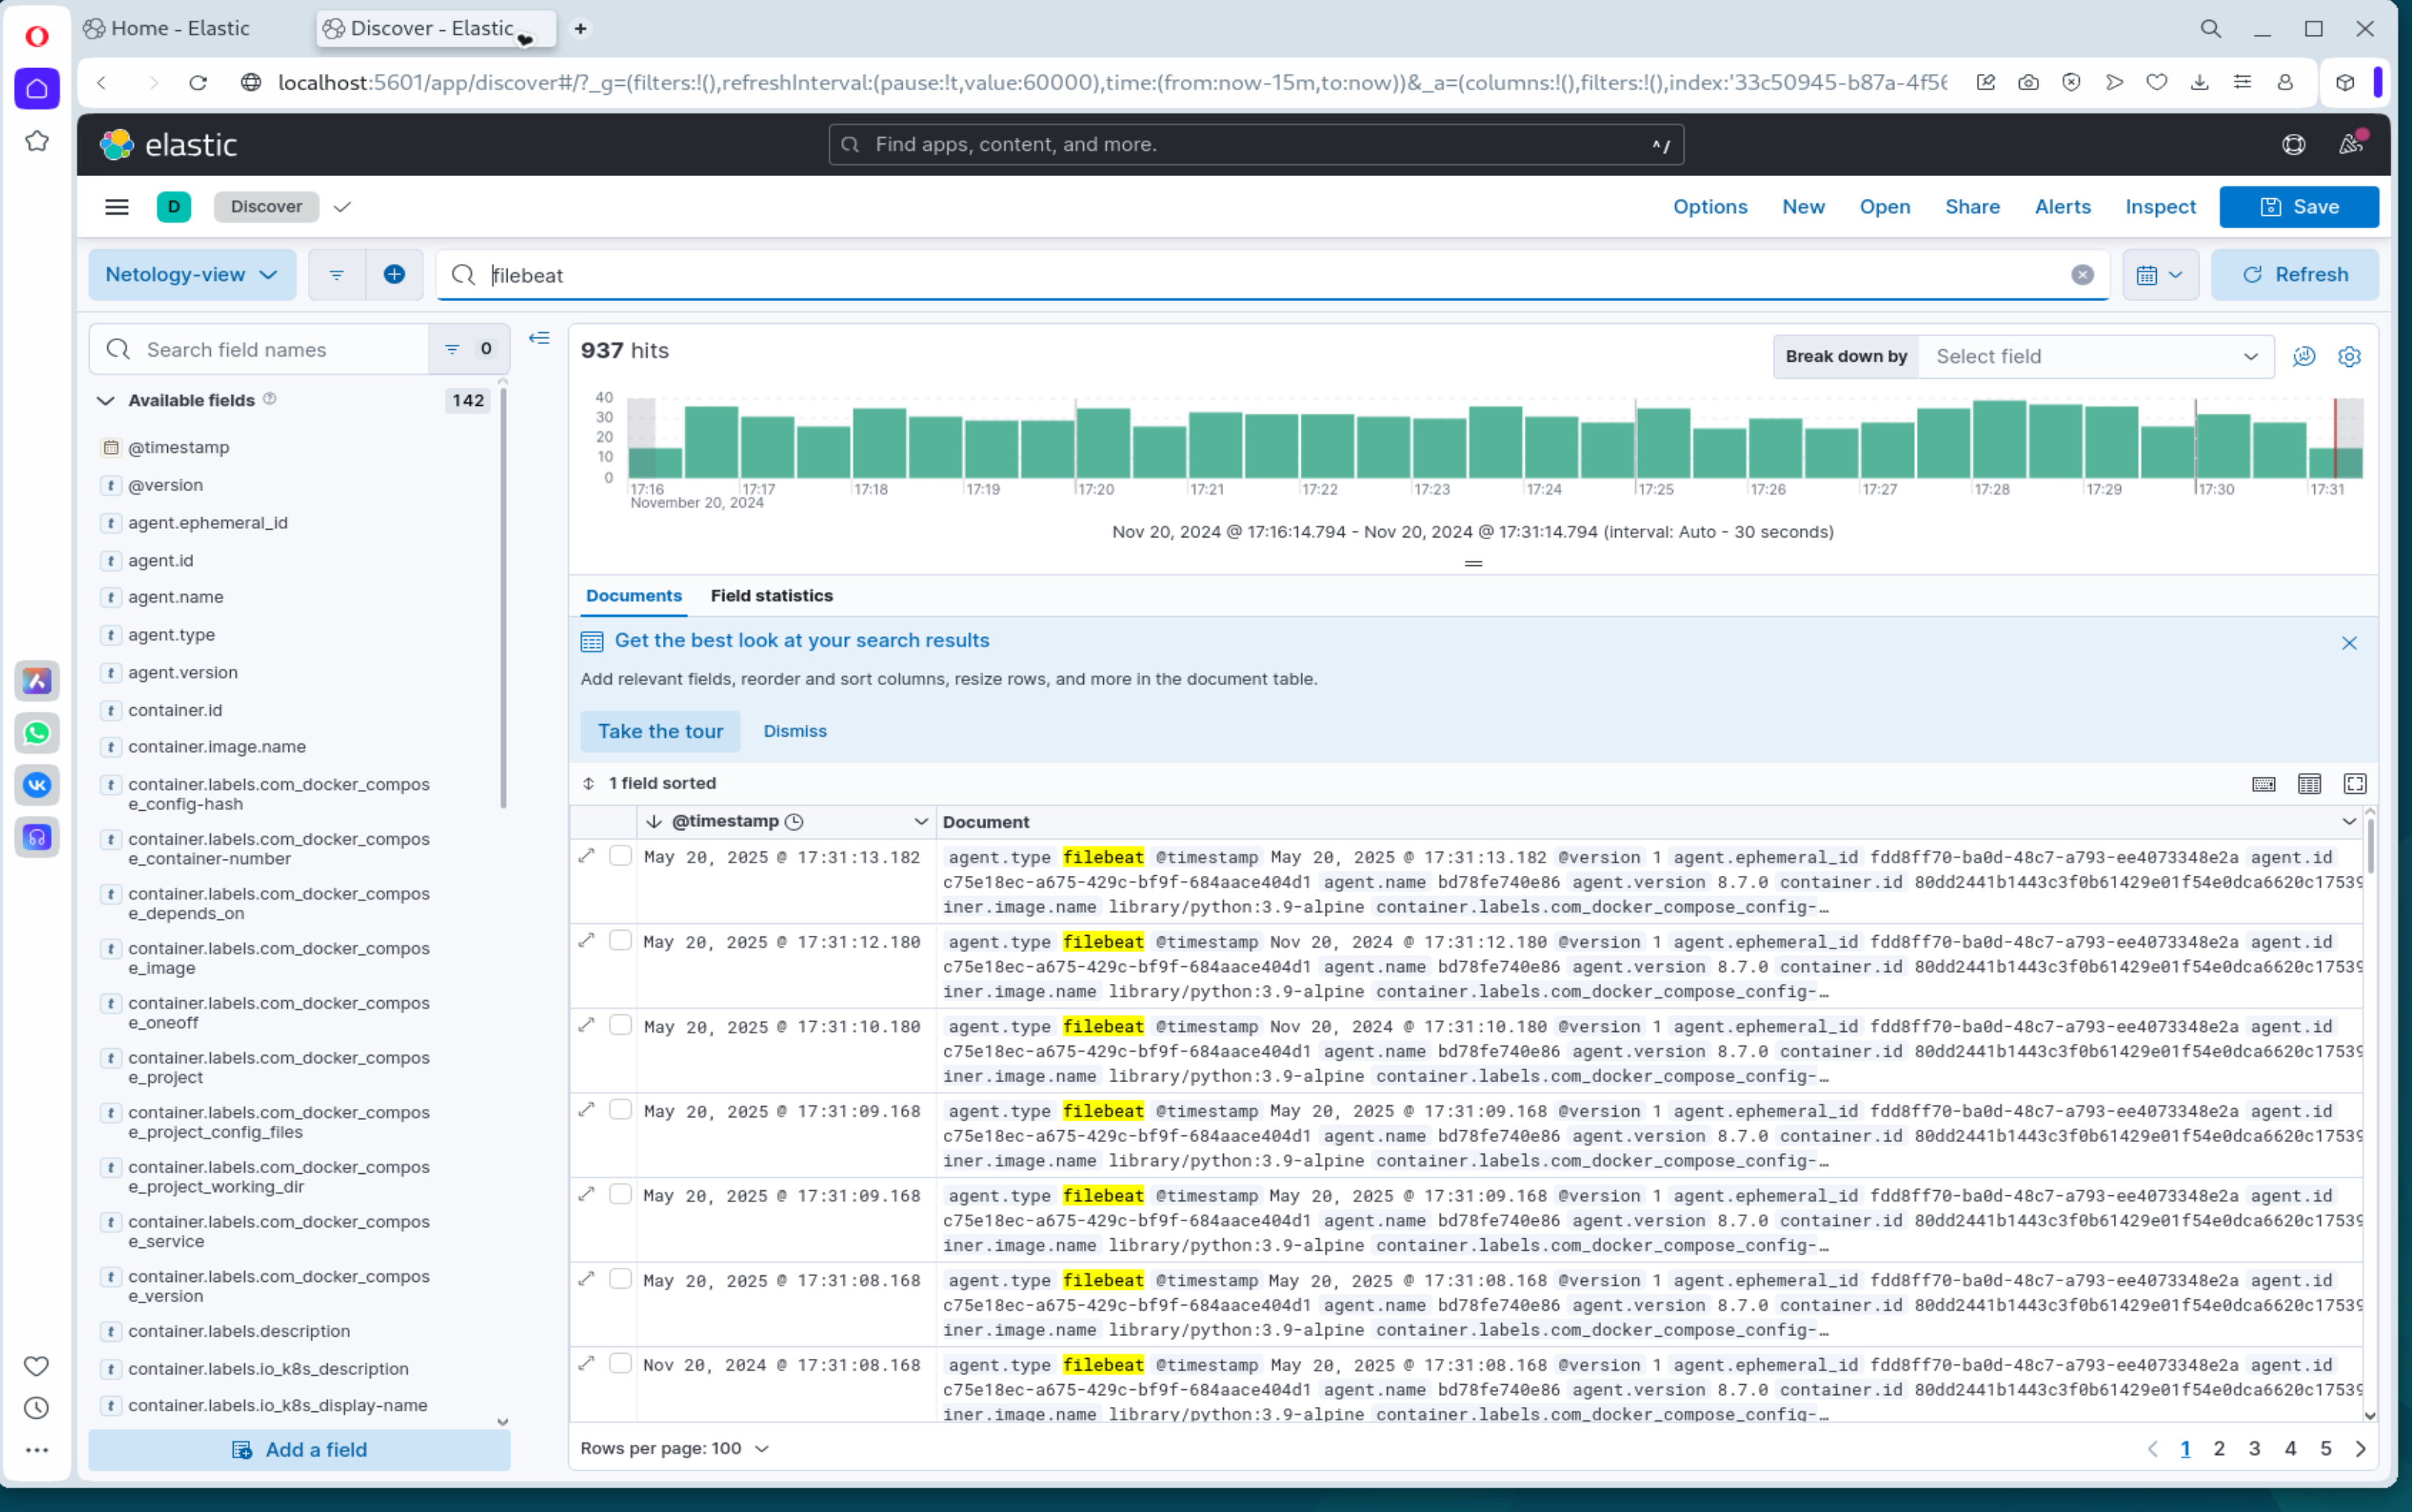 Home - Elastic
Discover - Elastic
localhost:5601/app/discover#/?_g=(filters:!(),refreshInterval:(pause:!t,value:60000),time:(from:now-15m,to:now))&_a=(columns:!(),filters:!(),index:'33c50945-b87a-4f56
elastic
Find apps, content, and more.
^/
D
Discover
Options
New
Open
Share
Alerts
Inspect
Save
Netology-view
filebeat
Refresh
Search field names
0
Available fields
142
@timestamp
@version
agent.ephemeral_id
agent.id
agent.name
agent.type
agent.version
container.id
container.image.name
container.labels.com_docker_compos
e_config-hash
container.labels.com_docker_compos
e_container-number
container.labels.com_docker_compos
e_depends_on
container.labels.com_docker_compos
e_image
container.labels.com_docker_compos
e_oneoff
container.labels.com_docker_compos
e_project
container.labels.com_docker_compos
e_project_config_files
container.labels.com_docker_compos
e_project_working_dir
container.labels.com_docker_compos
e_service
container.labels.com_docker_compos
e_version
container.labels.description
container.labels.io_k8s_description
container.labels.io_k8s_display-name
Add a field
937 hits
Break down by
Select field
40
30
20
10
0
17:16 17:17 17:18 17:19 17:20 17:21 17:22 17:23 17:24 17:25 17:26 17:27 17:28 17:29 17:30 17:31
November 20, 2024
Nov 20, 2024 @ 17:16:14.794 - Nov 20, 2024 @ 17:31:14.794 (interval: Auto - 30 seconds)
Documents
Field statistics
Get the best look at your search results
Add relevant fields, reorder and sort columns, resize rows, and more in the document table.
Take the tour
Dismiss
1 field sorted
@timestamp
Document
May 20, 2025 @ 17:31:13.182
agent.type filebeat @timestamp May 20, 2025 @ 17:31:13.182 @version 1 agent.ephemeral_id fdd8ff70-ba0d-48c7-a793-ee4073348e2a agent.id
c75e18ec-a675-429c-bf9f-684aace404d1 agent.name bd78fe740e86 agent.version 8.7.0 container.id 80dd2441b1443c3f0b61429e01f54e0dca6620c17539
iner.image.name library/python:3.9-alpine container.labels.com_docker_compose_config-…
May 20, 2025 @ 17:31:12.180
agent.type filebeat @timestamp Nov 20, 2024 @ 17:31:12.180 @version 1 agent.ephemeral_id fdd8ff70-ba0d-48c7-a793-ee4073348e2a agent.id
c75e18ec-a675-429c-bf9f-684aace404d1 agent.name bd78fe740e86 agent.version 8.7.0 container.id 80dd2441b1443c3f0b61429e01f54e0dca6620c17539
iner.image.name library/python:3.9-alpine container.labels.com_docker_compose_config-…
May 20, 2025 @ 17:31:10.180
agent.type filebeat @timestamp Nov 20, 2024 @ 17:31:10.180 @version 1 agent.ephemeral_id fdd8ff70-ba0d-48c7-a793-ee4073348e2a agent.id
c75e18ec-a675-429c-bf9f-684aace404d1 agent.name bd78fe740e86 agent.version 8.7.0 container.id 80dd2441b1443c3f0b61429e01f54e0dca6620c17539
iner.image.name library/python:3.9-alpine container.labels.com_docker_compose_config-…
May 20, 2025 @ 17:31:09.168
agent.type filebeat @timestamp May 20, 2025 @ 17:31:09.168 @version 1 agent.ephemeral_id fdd8ff70-ba0d-48c7-a793-ee4073348e2a agent.id
c75e18ec-a675-429c-bf9f-684aace404d1 agent.name bd78fe740e86 agent.version 8.7.0 container.id 80dd2441b1443c3f0b61429e01f54e0dca6620c17539
iner.image.name library/python:3.9-alpine container.labels.com_docker_compose_config-…
May 20, 2025 @ 17:31:09.168
agent.type filebeat @timestamp May 20, 2025 @ 17:31:09.168 @version 1 agent.ephemeral_id fdd8ff70-ba0d-48c7-a793-ee4073348e2a agent.id
c75e18ec-a675-429c-bf9f-684aace404d1 agent.name bd78fe740e86 agent.version 8.7.0 container.id 80dd2441b1443c3f0b61429e01f54e0dca6620c17539
iner.image.name library/python:3.9-alpine container.labels.com_docker_compose_config-…
May 20, 2025 @ 17:31:08.168
agent.type filebeat @timestamp May 20, 2025 @ 17:31:08.168 @version 1 agent.ephemeral_id fdd8ff70-ba0d-48c7-a793-ee4073348e2a agent.id
c75e18ec-a675-429c-bf9f-684aace404d1 agent.name bd78fe740e86 agent.version 8.7.0 container.id 80dd2441b1443c3f0b61429e01f54e0dca6620c17539
iner.image.name library/python:3.9-alpine container.labels.com_docker_compose_config-…
Nov 20, 2024 @ 17:31:08.168
agent.type filebeat @timestamp May 20, 2025 @ 17:31:08.168 @version 1 agent.ephemeral_id fdd8ff70-ba0d-48c7-a793-ee4073348e2a agent.id
c75e18ec-a675-429c-bf9f-684aace404d1 agent.name bd78fe740e86 agent.version 8.7.0 container.id 80dd2441b1443c3f0b61429e01f54e0dca6620c17539
iner.image.name library/python:3.9-alpine container.labels.com_docker_compose_config-…
Rows per page: 100
1 2 3 4 5